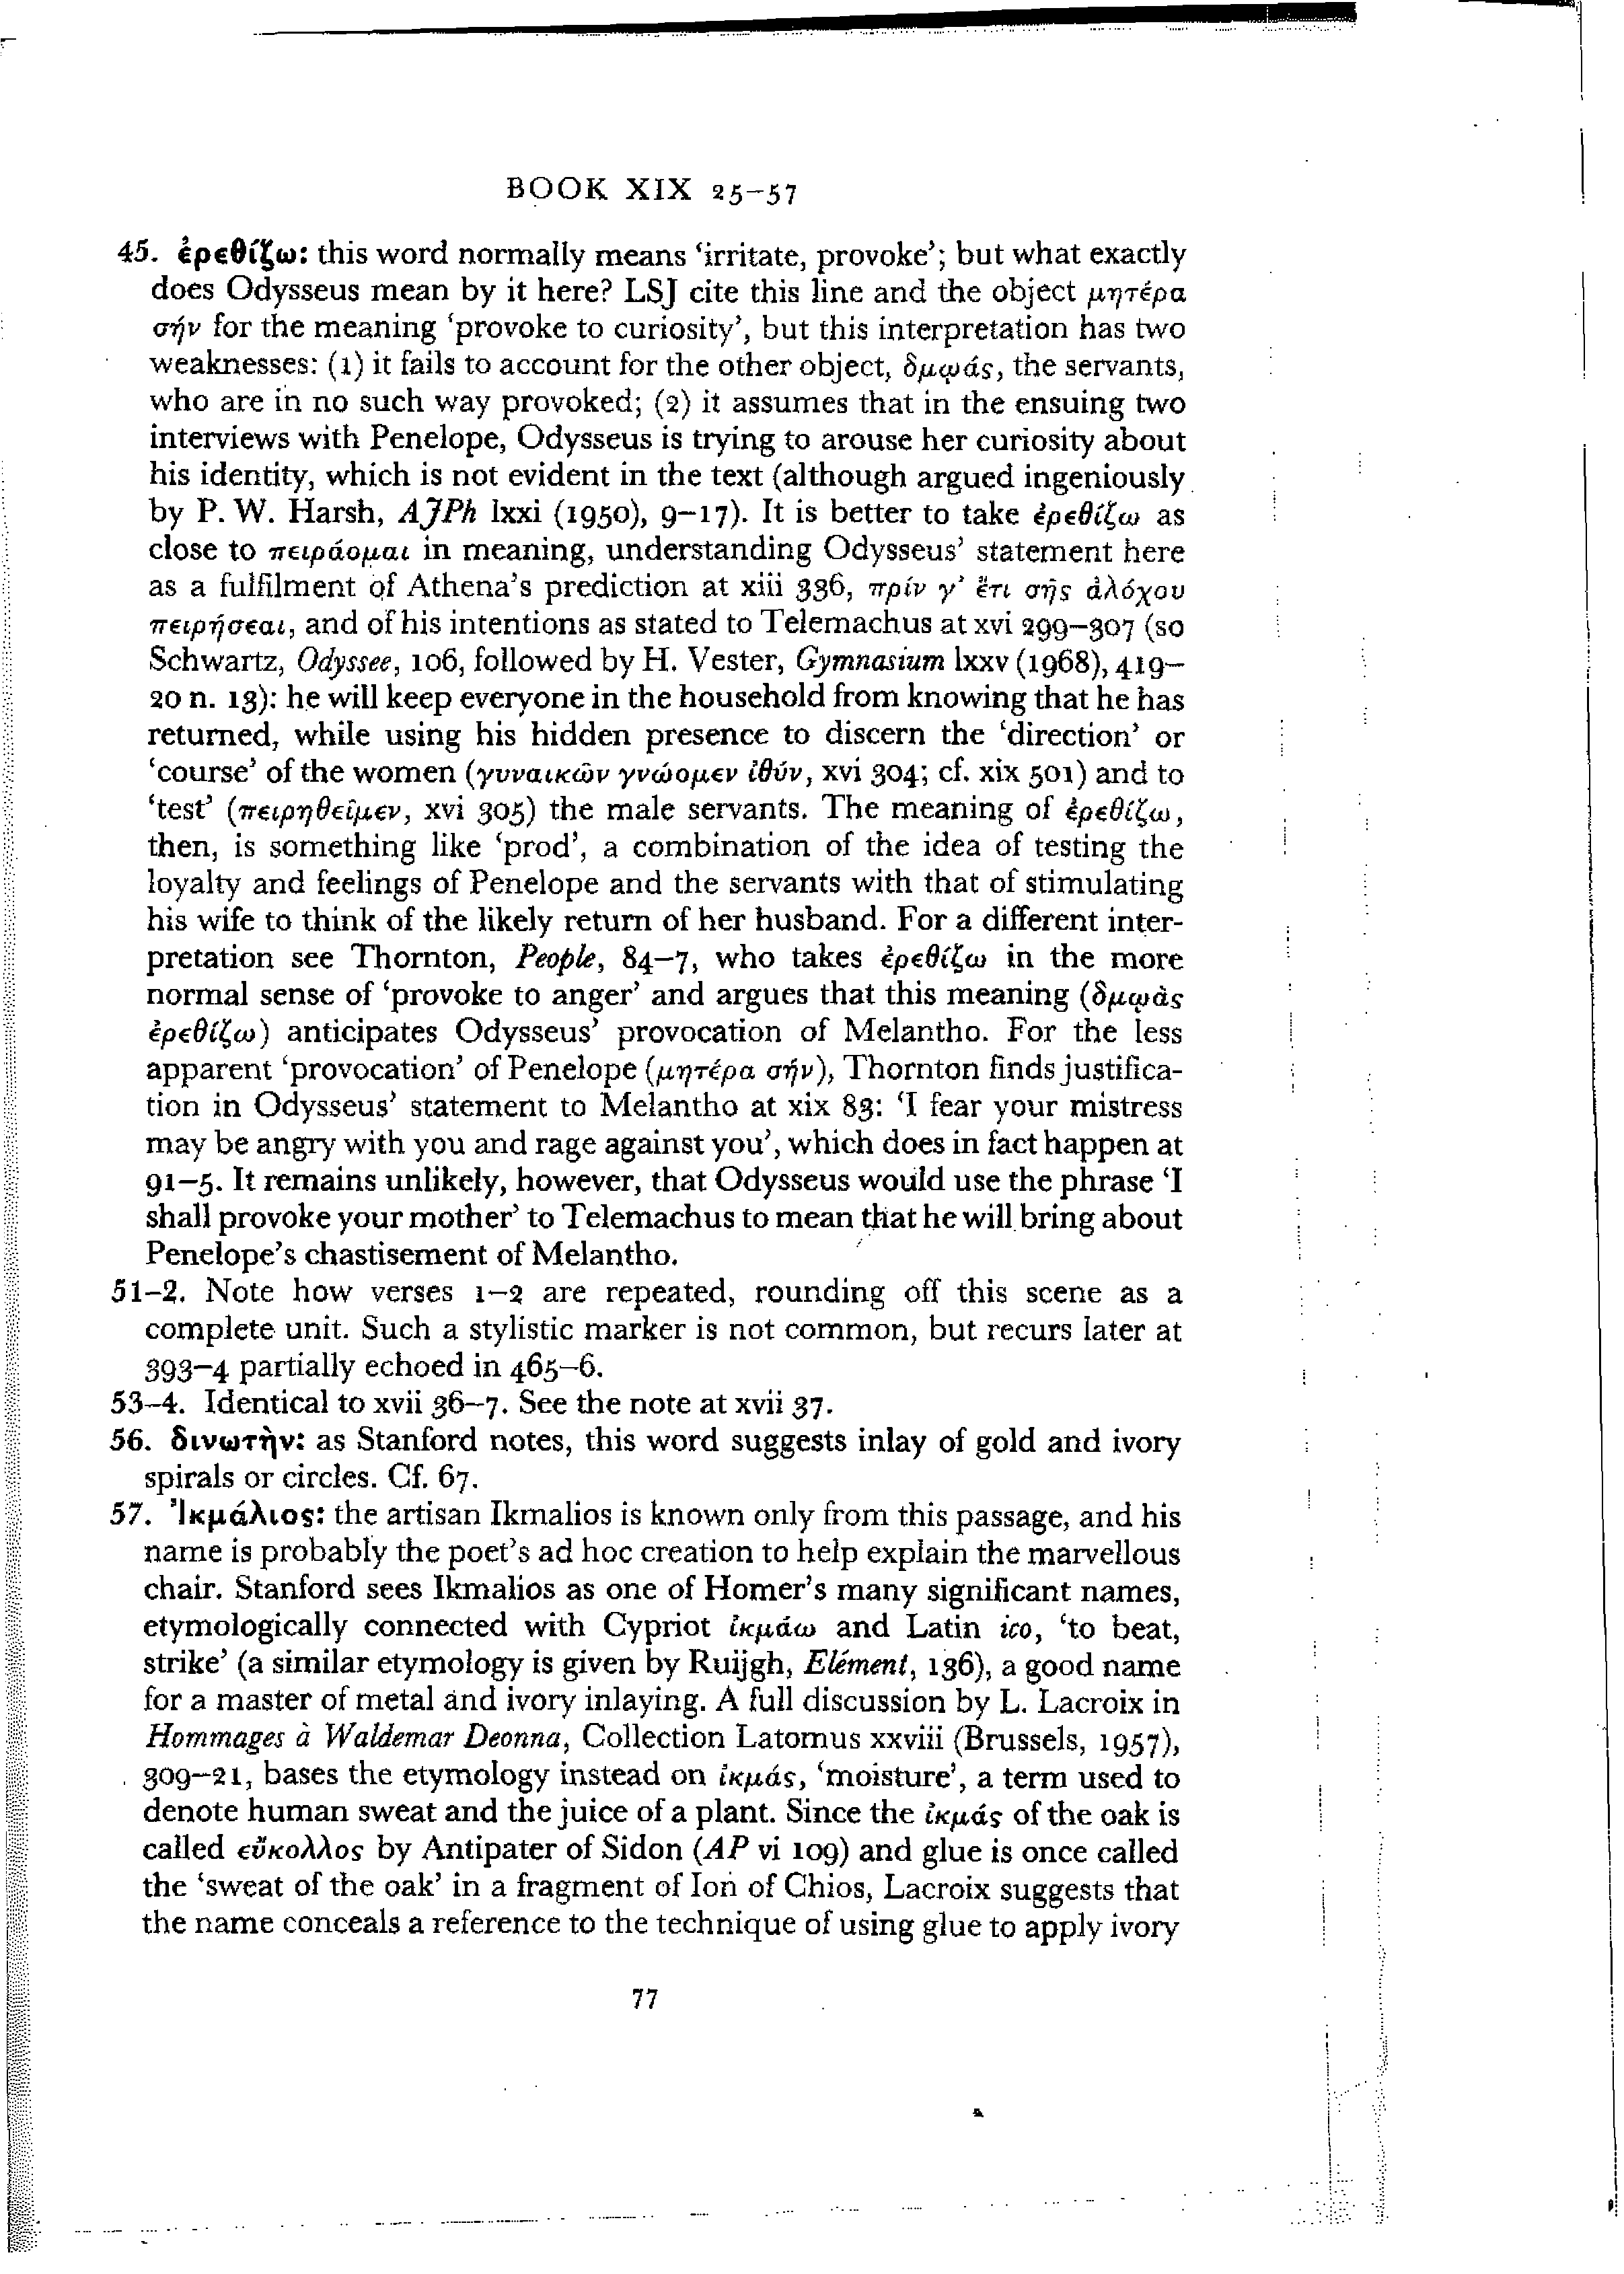 BOOK XIX 25–57
45. ἐρεθίζω: this word normally means ‘irritate, provoke’; but what exactly
does Odysseus mean by it here? LSJ cite this line and the object μητέρα
σήν for the meaning ‘provoke to curiosity’, but this interpretation has two
weaknesses: (1) it fails to account for the other object, δμῳάς, the servants,
who are in no such way provoked; (2) it assumes that in the ensuing two
interviews with Penelope, Odysseus is trying to arouse her curiosity about
his identity, which is not evident in the text (although argued ingeniously
by P. W. Harsh, AJPh lxxi (1950), 9–17). It is better to take ἐρεθίζω as
close to πειράομαι in meaning, understanding Odysseus’ statement here
as a fulfilment of Athena’s prediction at xiii 336, πρίν γ’ ἔτι σῆς ἀλόχου
πειρήσεαι, and of his intentions as stated to Telemachus at xvi 299–307 (so
Schwartz, Odyssee, 106, followed by H. Vester, Gymnasium lxxv (1968), 419–
20 n. 13): he will keep everyone in the household from knowing that he has
returned, while using his hidden presence to discern the ‘direction’ or
‘course’ of the women (γυναικῶν γνώομεν ἰθύν, xvi 304; cf. xix 501) and to
‘test’ (πειρηθεῖμεν, xvi 305) the male servants. The meaning of ἐρεθίζω,
then, is something like ‘prod’, a combination of the idea of testing the
loyalty and feelings of Penelope and the servants with that of stimulating
his wife to think of the likely return of her husband. For a different inter-
pretation see Thornton, People, 84–7, who takes ἐρεθίζω in the more
normal sense of ‘provoke to anger’ and argues that this meaning (δμῳὰς
ἐρεθίζω) anticipates Odysseus’ provocation of Melantho. For the less
apparent ‘provocation’ of Penelope (μητέρα σήν), Thornton finds justifica-
tion in Odysseus’ statement to Melantho at xix 83: ‘I fear your mistress
may be angry with you and rage against you’, which does in fact happen at
91–5. It remains unlikely, however, that Odysseus would use the phrase ‘I
shall provoke your mother’ to Telemachus to mean that he will bring about
Penelope’s chastisement of Melantho.
51–2. Note how verses 1–2 are repeated, rounding off this scene as a
complete unit. Such a stylistic marker is not common, but recurs later at
393–4 partially echoed in 465–6.
53–4. Identical to xvii 36–7. See the note at xvii 37.
56. δινωτὴν: as Stanford notes, this word suggests inlay of gold and ivory
spirals or circles. Cf. 67.
57. Ἰκμάλιος: the artisan Ikmalios is known only from this passage, and his
name is probably the poet’s ad hoc creation to help explain the marvellous
chair. Stanford sees Ikmalios as one of Homer’s many significant names,
etymologically connected with Cypriot ἰκμάω and Latin ico, ‘to beat,
strike’ (a similar etymology is given by Ruijgh, Élément, 136), a good name
for a master of metal and ivory inlaying. A full discussion by L. Lacroix in
Hommages à Waldemar Deonna, Collection Latomus xxviii (Brussels, 1957),
309–21, bases the etymology instead on ἰκμάς, ‘moisture’, a term used to
denote human sweat and the juice of a plant. Since the ἰκμάς of the oak is
called εὔκολλος by Antipater of Sidon (AP vi 109) and glue is once called
the ‘sweat of the oak’ in a fragment of Ion of Chios, Lacroix suggests that
the name conceals a reference to the technique of using glue to apply ivory
77